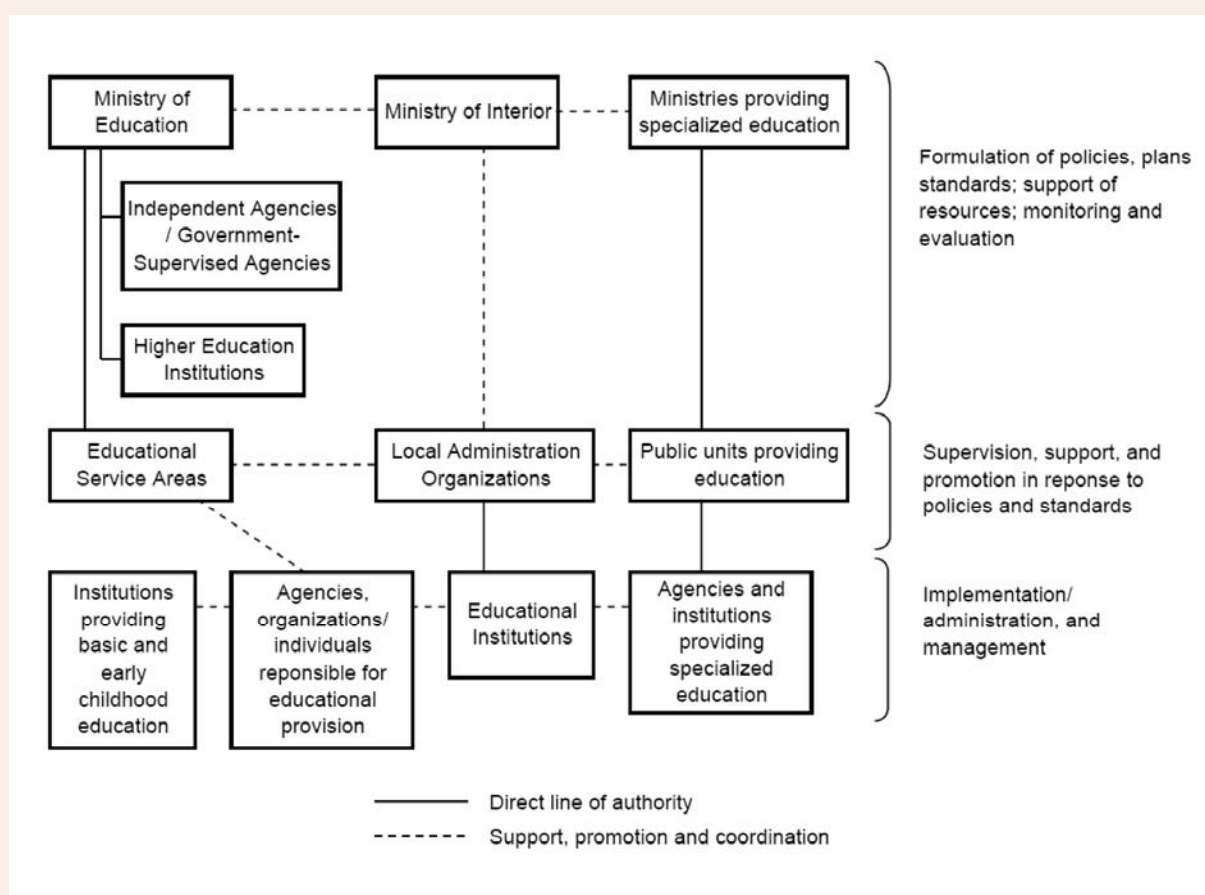 Ministry of
Education
Ministry of Interior
Ministries providing
specialized education
Formulation of policies, plans
standards; support of
resources; monitoring and
evaluation
Independent Agencies
/ Government-
Supervised Agencies
Higher Education
Institutions
Educational
Service Areas
Local Administration
Organizations
Public units providing
education
Supervision, support, and
promotion in reponse to
policies and standards
Institutions
providing
basic and
early
childhood
education
Agencies,
organizations/
individuals
reponsible for
educational
provision
Educational
Institutions
Agencies and
institutions
providing
specialized
education
Implementation/
administration, and
management
Direct line of authority
Support, promotion and coordination